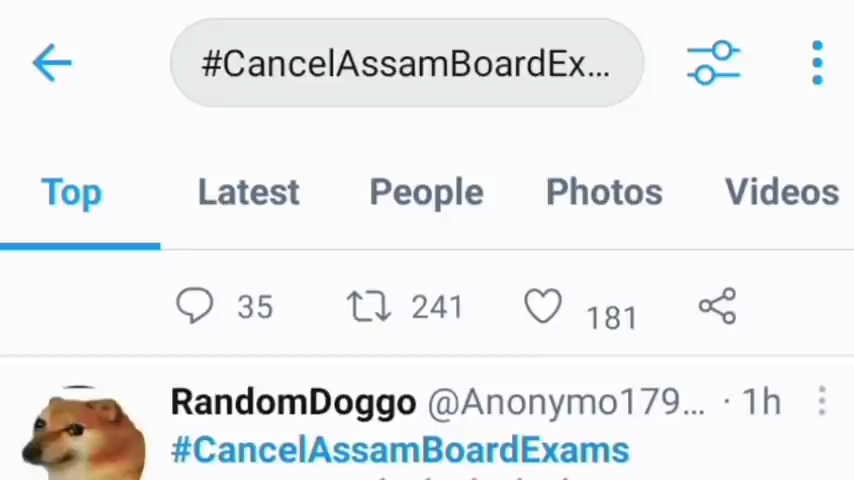 #CancelAssamBoardEx...
Top Latest People Photos Videos
35 241 181
RandomDoggo @Anonymo179... · 1h
#CancelAssamBoardExams